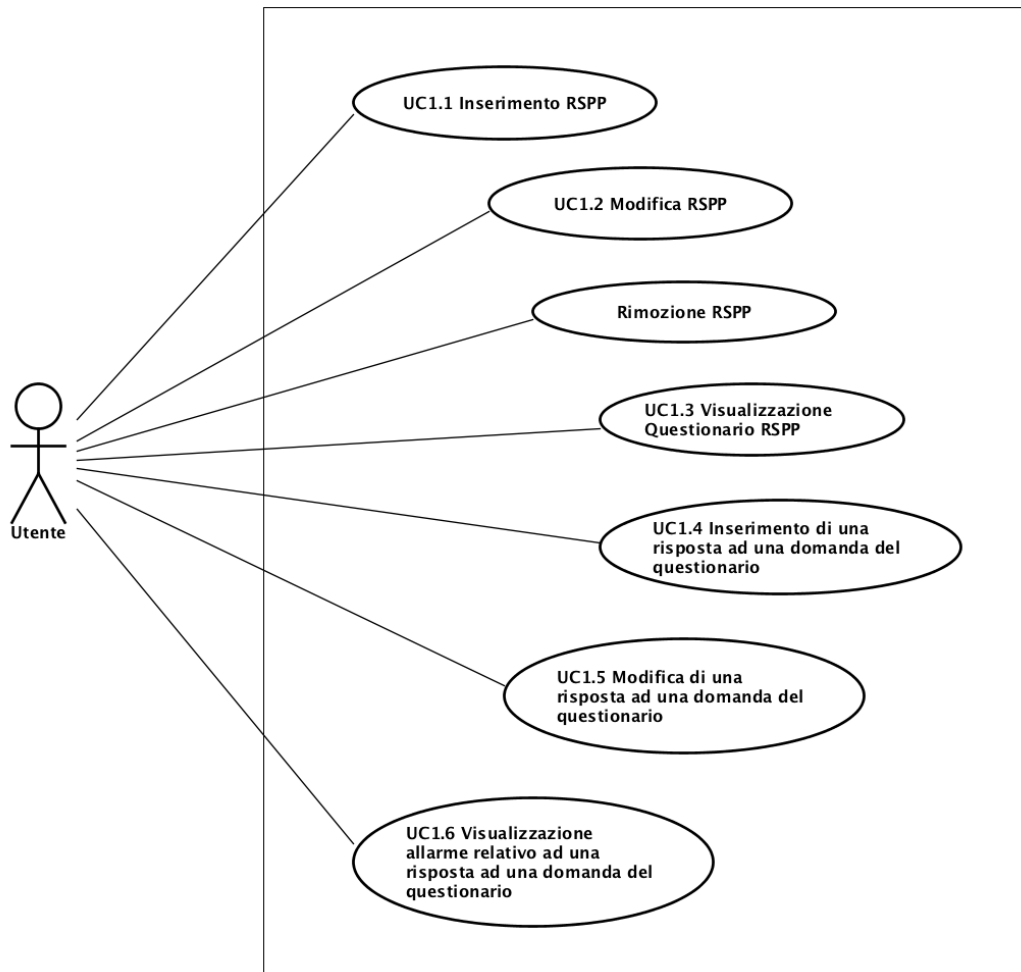 UC1.1 Inserimento RSPP
UC1.2 Modifica RSPP
Rimozione RSPP
UC1.3 Visualizzazione
Questionario RSPP
UC1.4 Inserimento di una
risposta ad una domanda del
questionario
Utente
UC1.5 Modifica di una
risposta ad una domanda del
questionario
UC1.6 Visualizzazione
allarme relativo ad una
risposta ad una domanda del
questionario